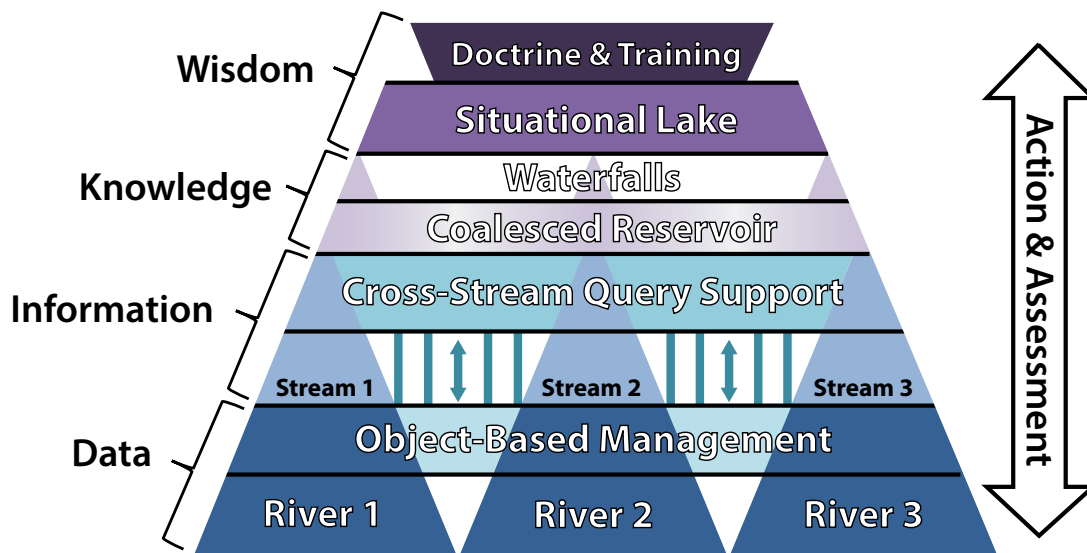 Wisdom
Doctrine & Training
Situational Lake
Knowledge
Waterfalls
Coalesced Reservoir
Information
Cross-Stream Query Support
Stream 1
Stream 2
Stream 3
Data
Object-Based Management
River 1
River 2
River 3
Action & Assessment